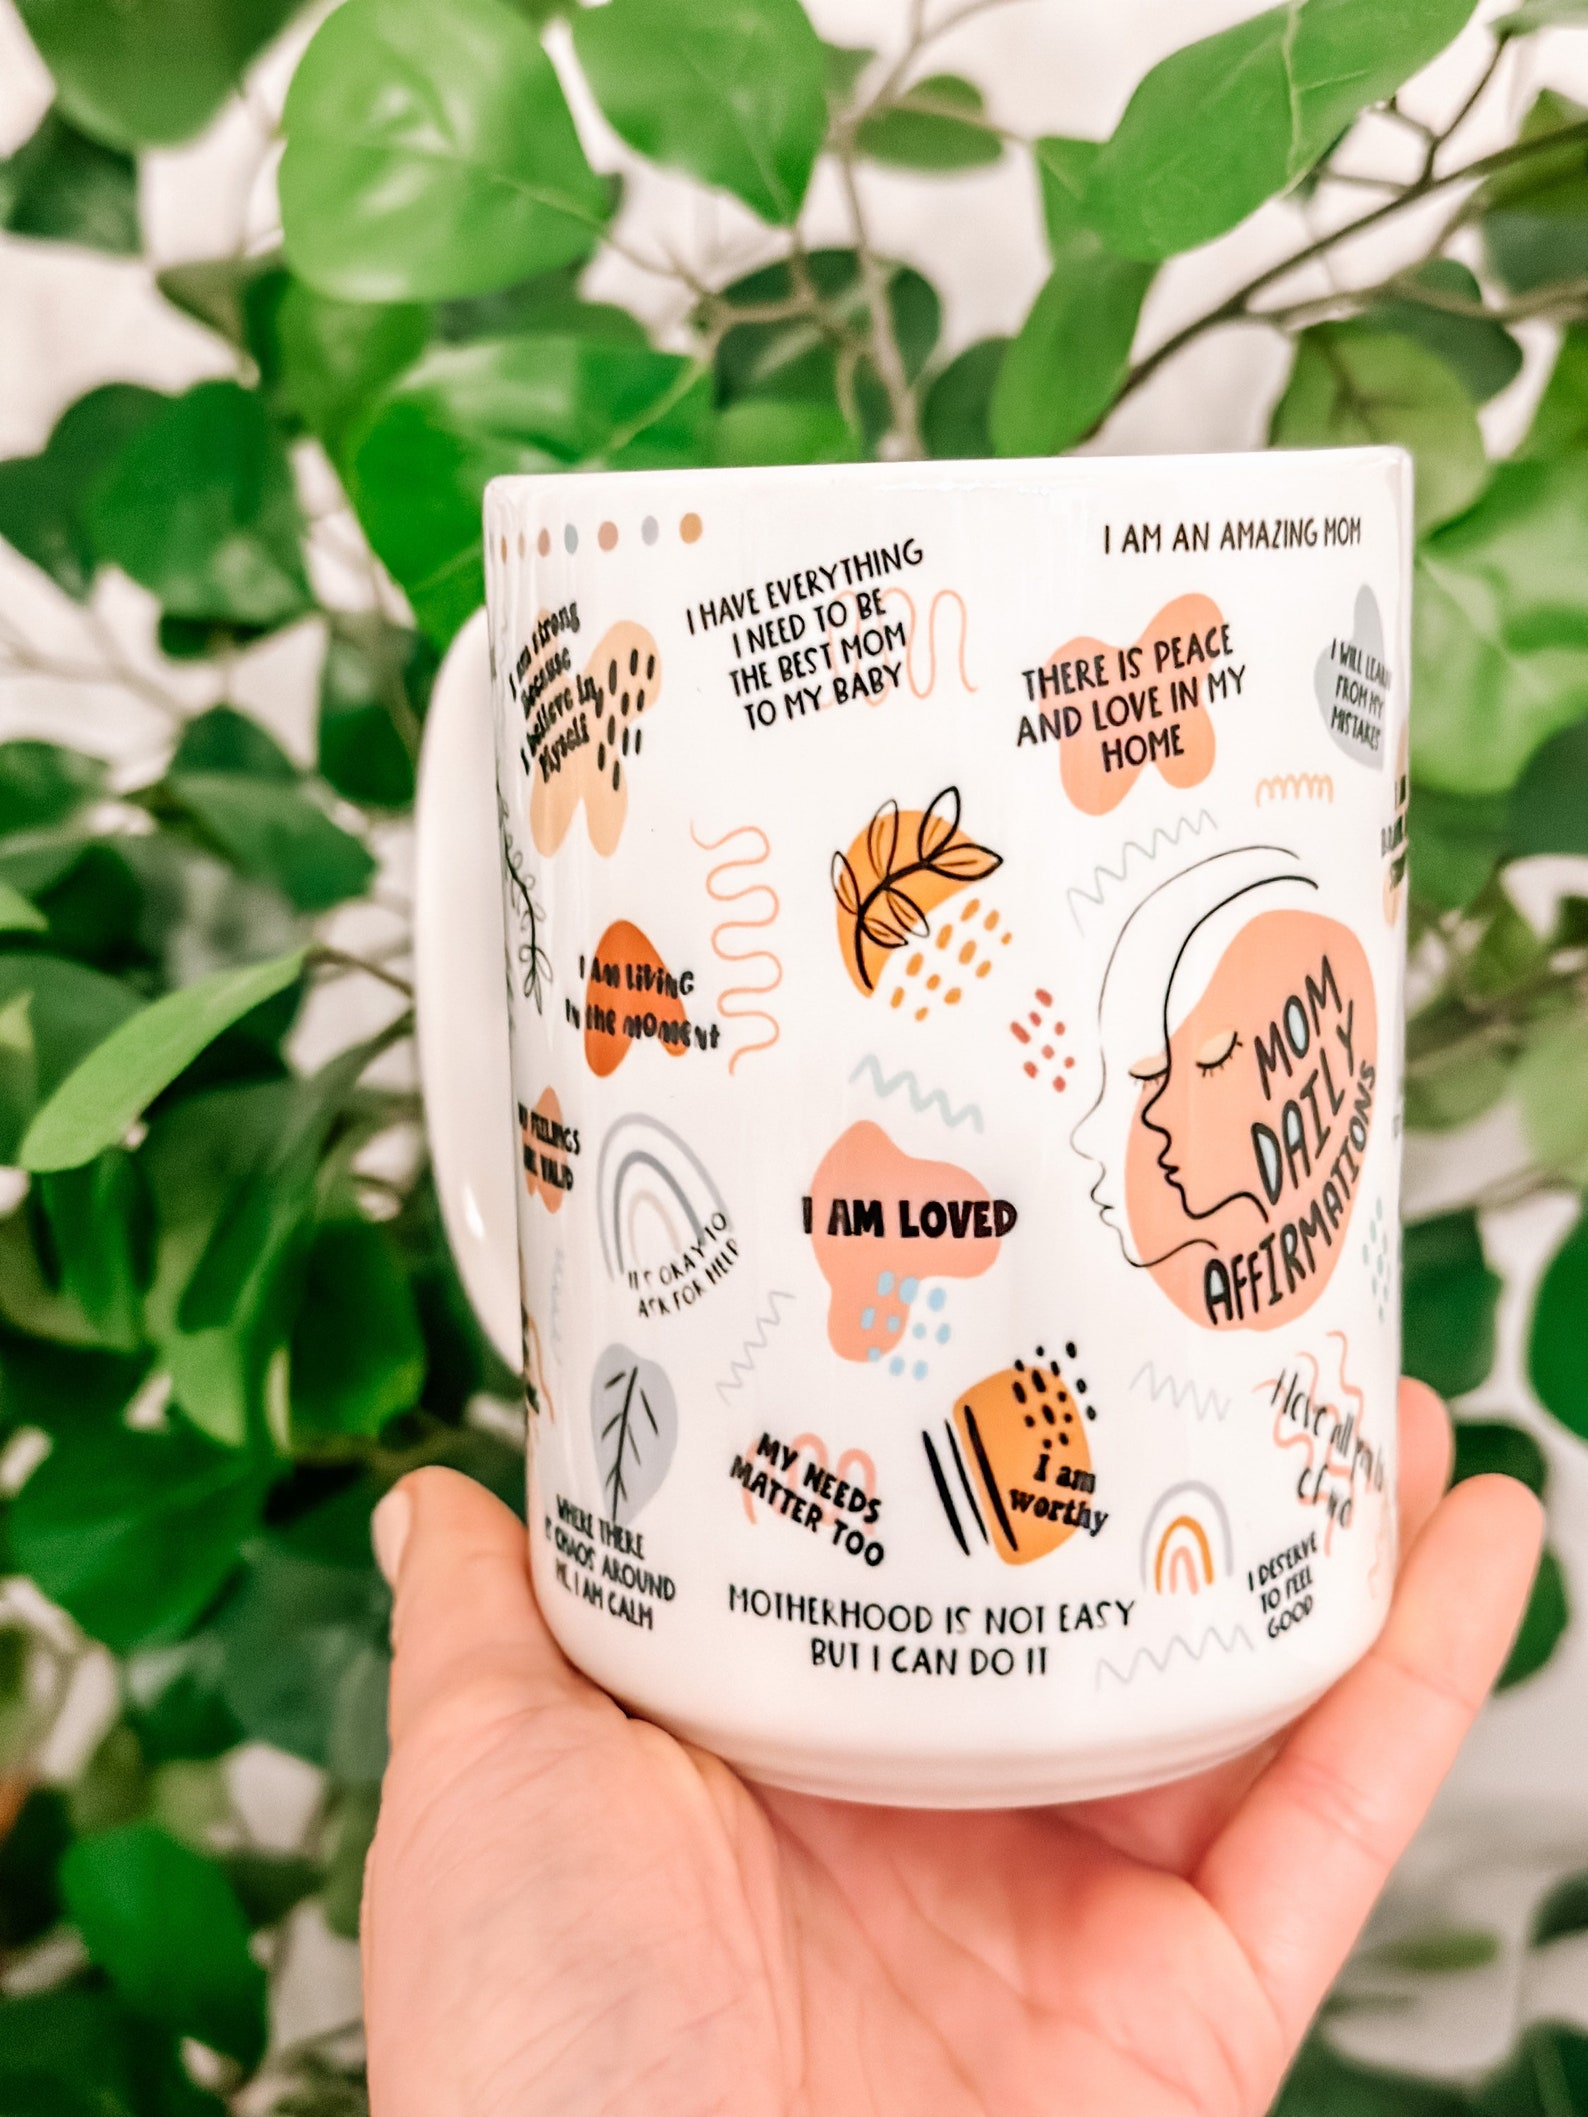 I AM AN AMAZING MOM
I HAVE EVERYTHING
I NEED TO BE
THE BEST MOM
TO MY BABY
I am strong
Because
I believe in
Myself
THERE IS PEACE
AND LOVE IN MY
HOME
I WILL LEARN
FROM MY
MISTAKES
I AM LIVING
IN THE MOMENT
MOM
DAILY
AFFIRMATIONS
MY FEELINGS
ARE VALID
IT'S OKAY TO
ASK FOR HELP
I AM LOVED
MY NEEDS
MATTER TOO
i am
worthy
I deserve
TO FEEL
GOOD
WHERE THERE
IS CHAOS AROUND
ME, I AM CALM
MOTHERHOOD IS NOT EASY
BUT I CAN DO IT
I love all
of